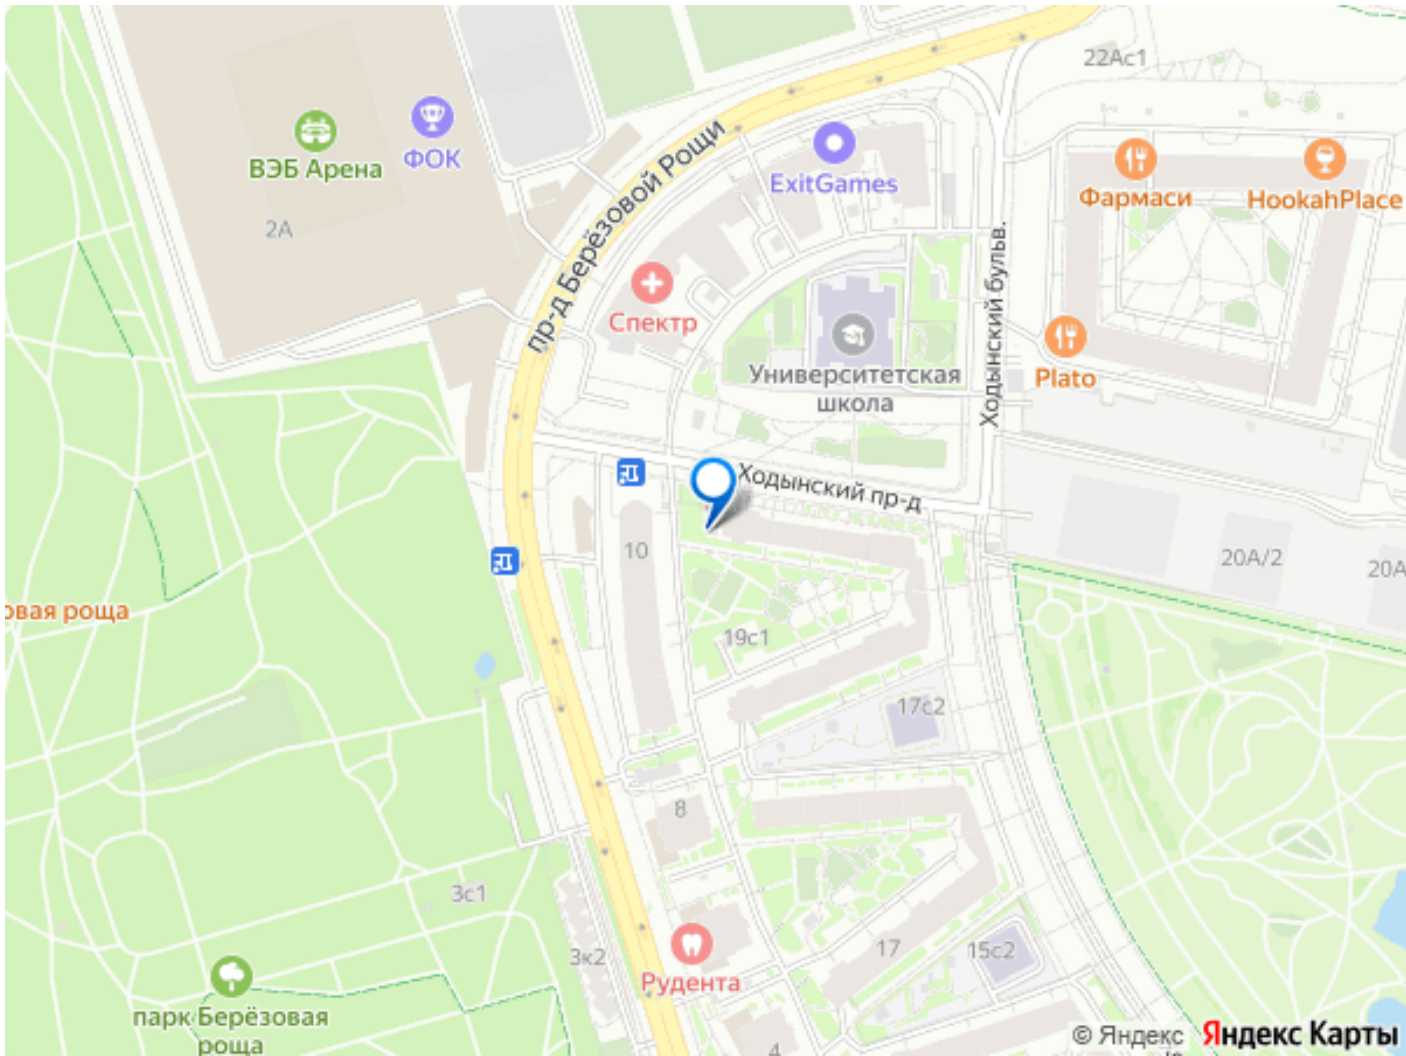 22Ас1
ВЭБ Арена
ФОК
2А
пр-д Берёзовой Рощи
ExitGames
Фармаси
HookahPlace
Спектр
Университетская
школа
Ходынский бульв.
Plato
Ходынский пр-д
10
20А/2
20А
овая роща
19с1
17с2
8
3с1
3к2
17
15с2
Рудента
парк Берёзовая
роща
4
© Яндекс Яндекс Карты